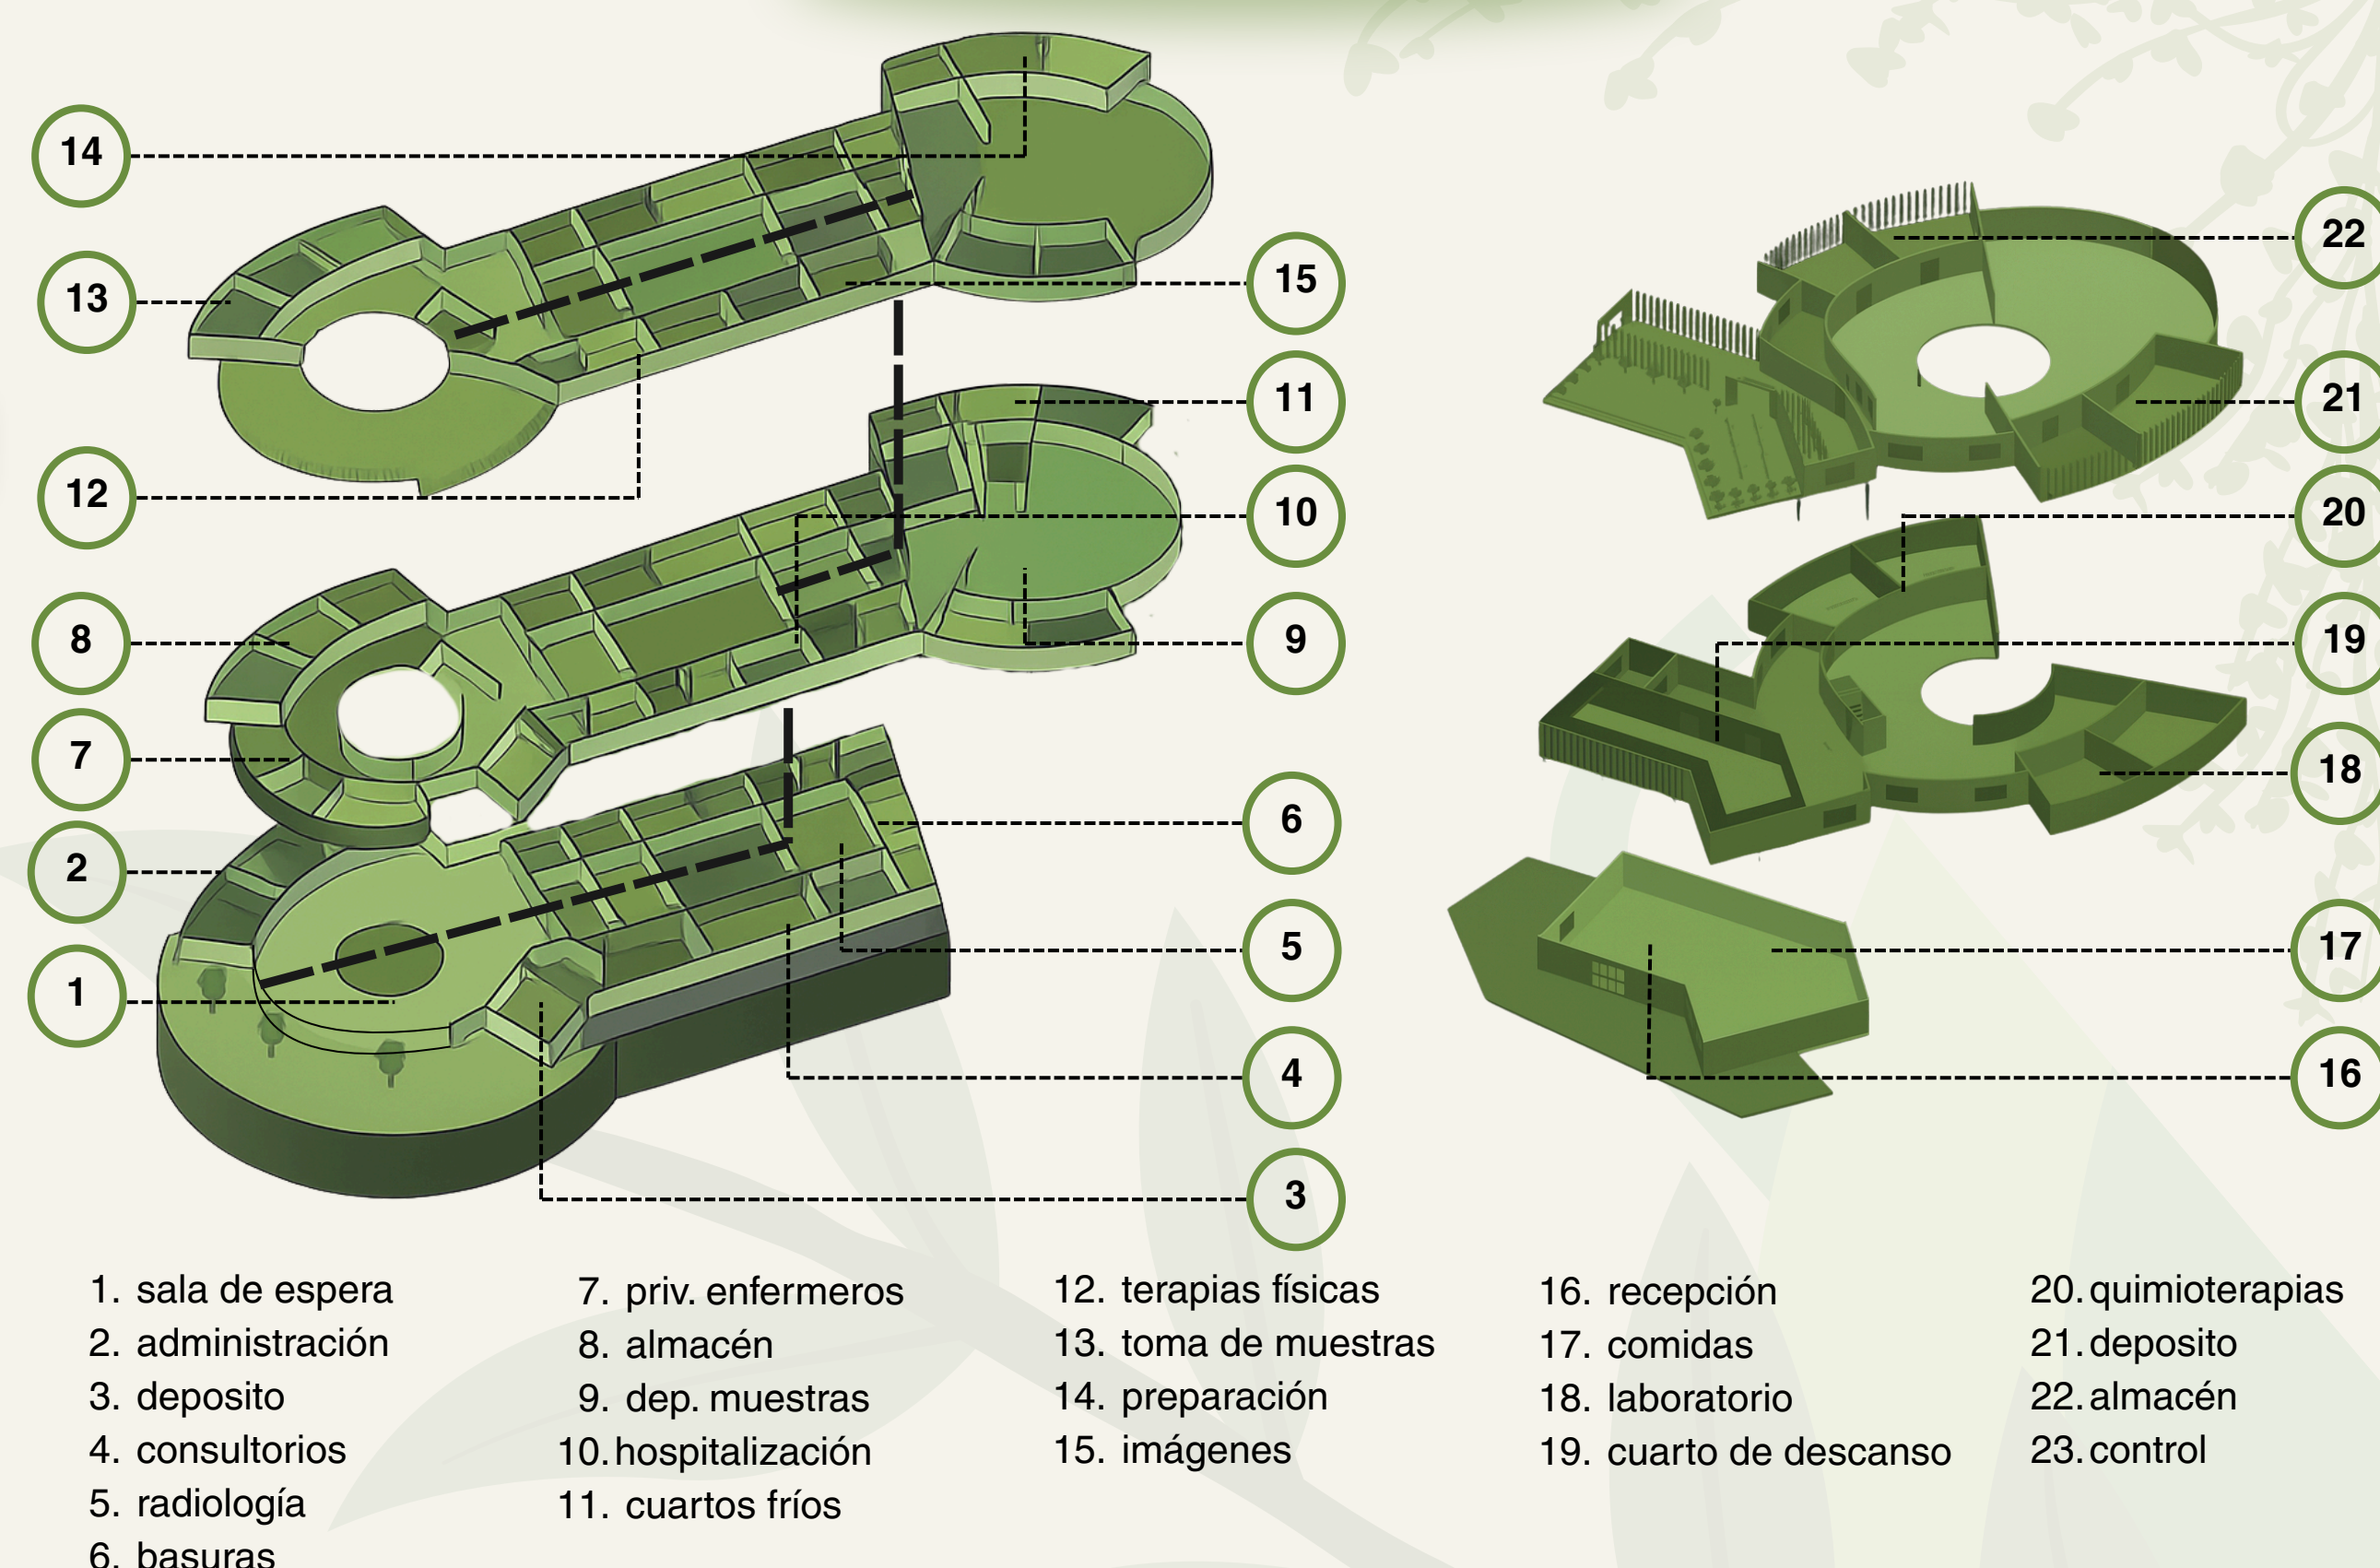 14
13
12
8
7
2
1
15
11
10
9
6
5
4
3
22
21
20
19
18
17
16
1. sala de espera
2. administración
3. deposito
4. consultorios
5. radiología
6. basuras
7. priv. enfermeros
8. almacén
9. dep. muestras
10. hospitalización
11. cuartos fríos
12. terapias físicas
13. toma de muestras
14. preparación
15. imágenes
16. recepción
17. comidas
18. laboratorio
19. cuarto de descanso
20. quimioterapias
21. deposito
22. almacén
23. control